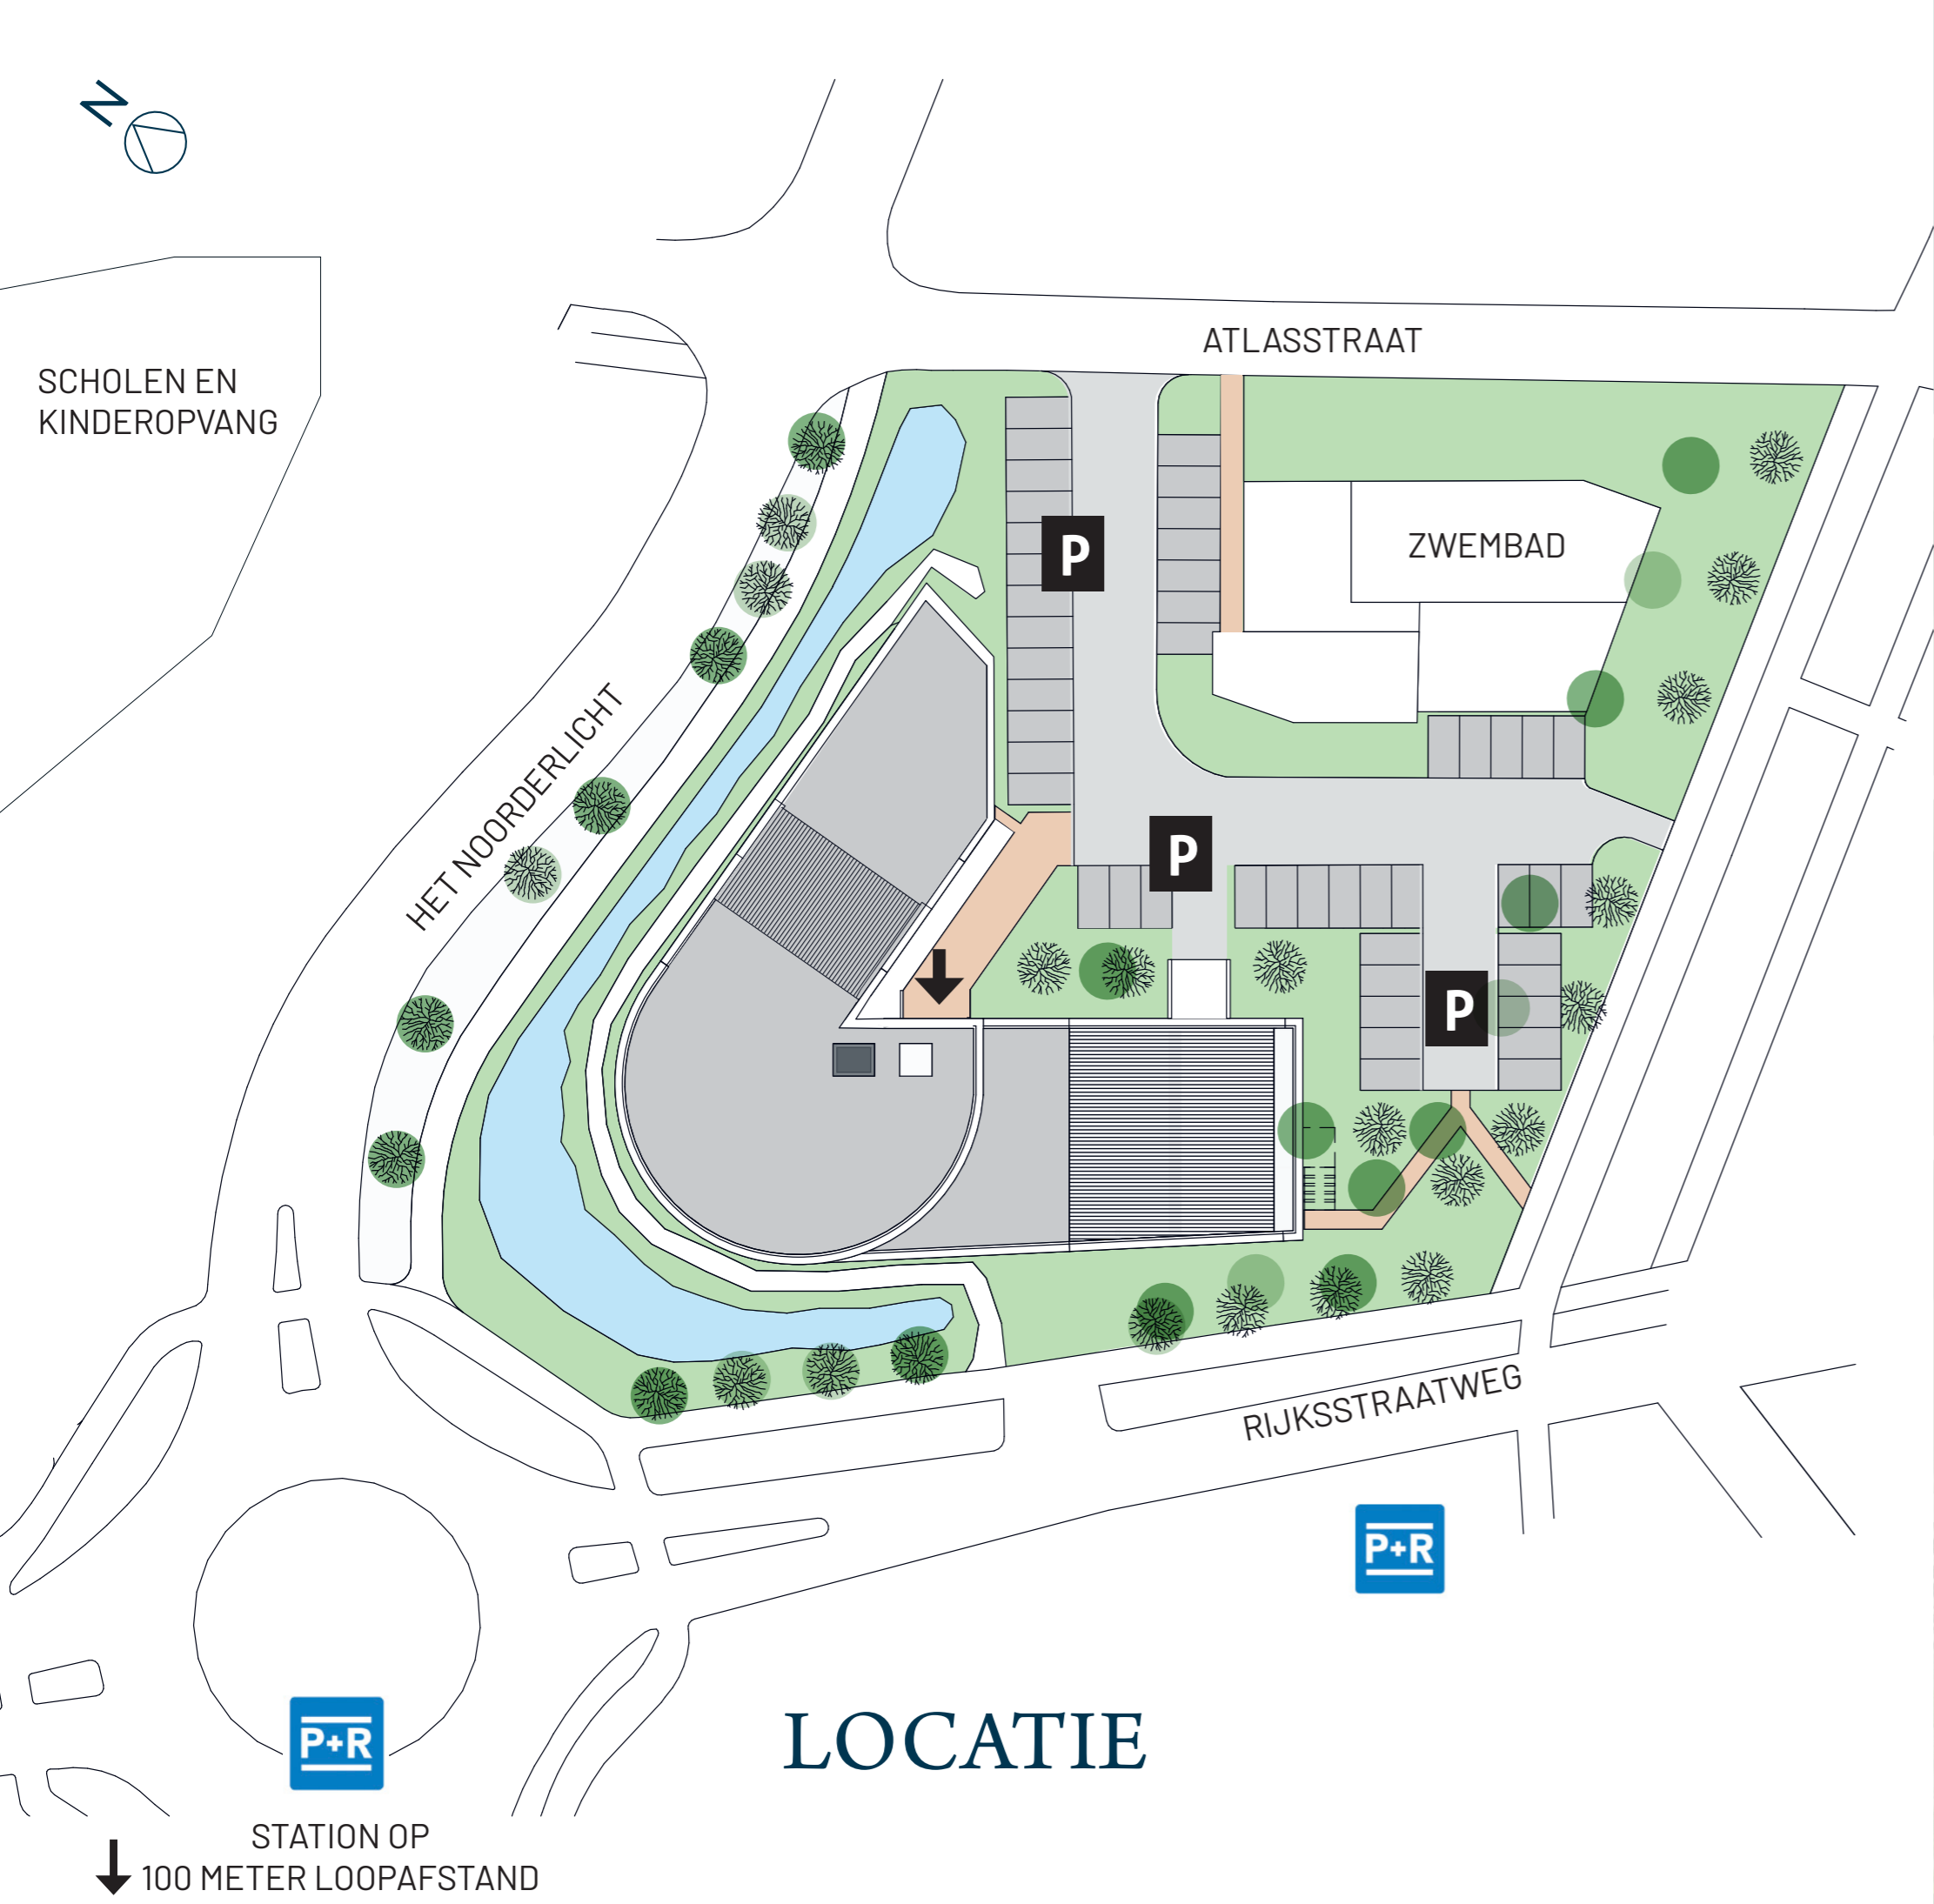 N
ATLASSTRAAT
SCHOLEN EN
KINDEROPVANG
P
ZWEMBAD
HET NOORDERLICHT
P
P
RIJKSSTRAATWEG
P+R
P+R
LOCATIE
STATION OP
100 METER LOOPAFSTAND